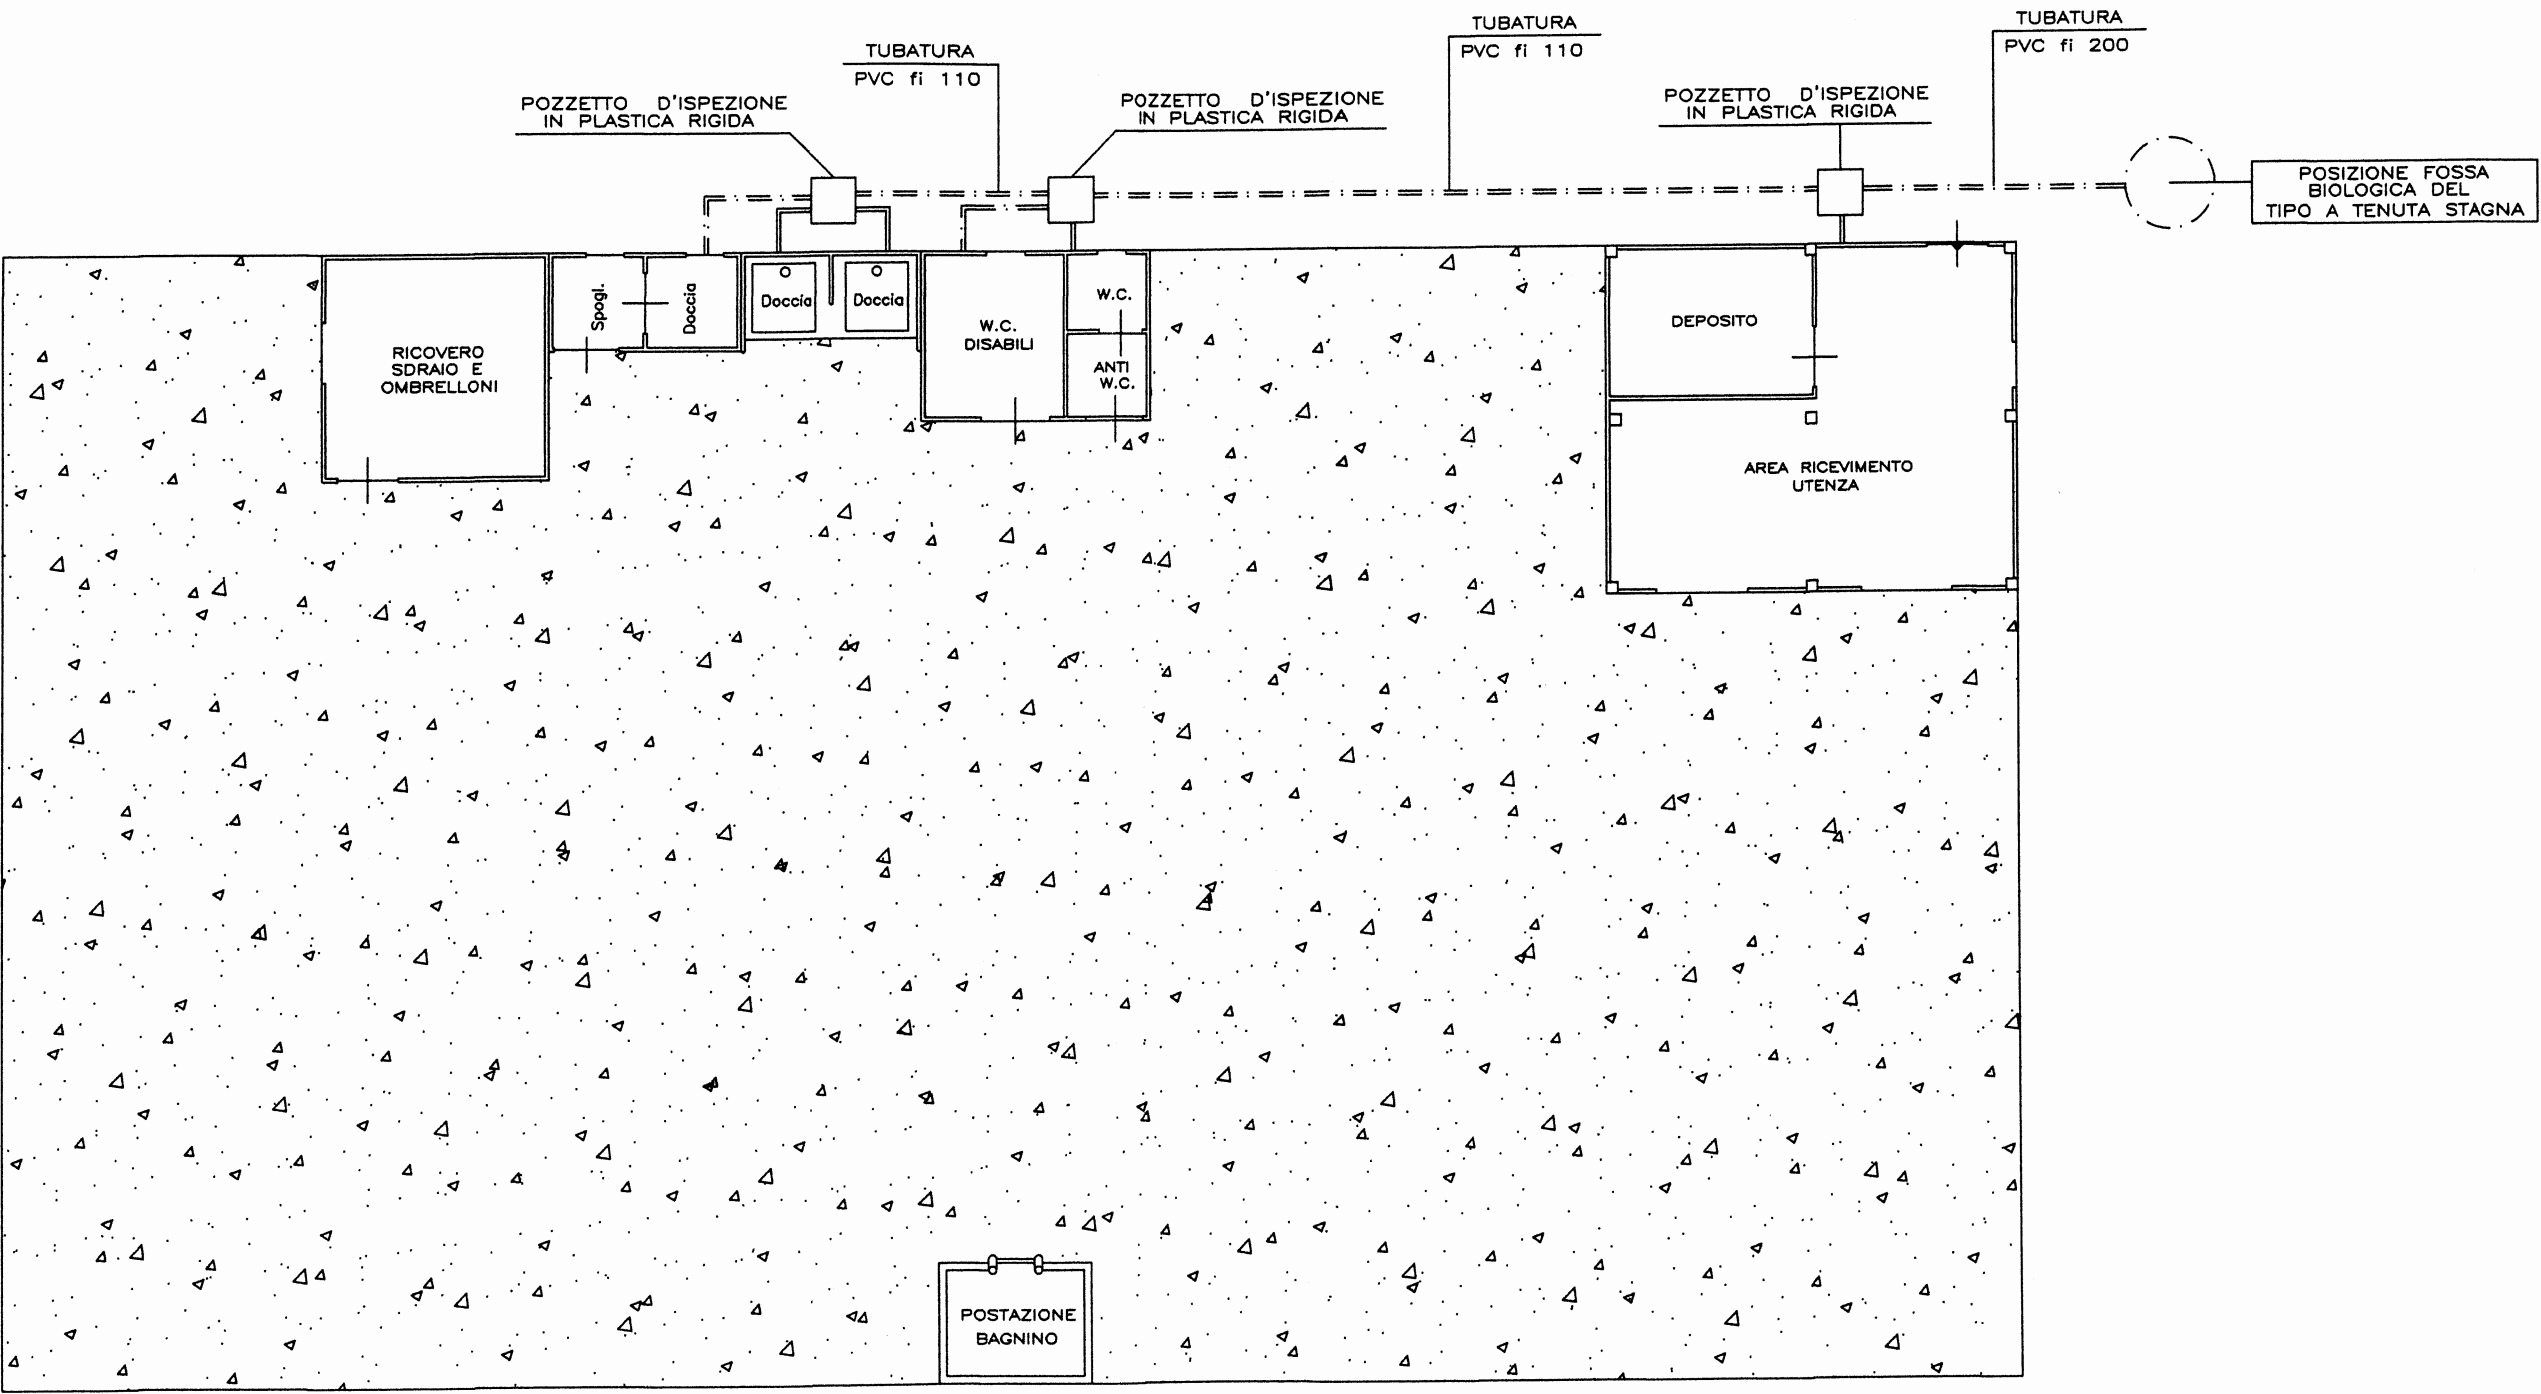 TUBATURA
PVC fi 110
TUBATURA
PVC fi 110
TUBATURA
PVC fi 200
POZZETTO D'ISPEZIONE
IN PLASTICA RIGIDA
POZZETTO D'ISPEZIONE
IN PLASTICA RIGIDA
POZZETTO D'ISPEZIONE
IN PLASTICA RIGIDA
POSIZIONE FOSSA
BIOLOGICA DEL
TIPO A TENUTA STAGNA
RICOVERO
SDRAIO E
OMBRELLONI
Spogl.
Doccia
Doccia
Doccia
W.C.
DISABILI
W.C.
ANTI
W.C.
DEPOSITO
AREA RICEVIMENTO
UTENZA
POSTAZIONE
BAGNINO